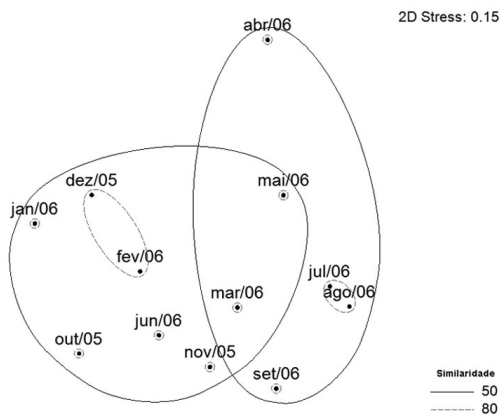 abr/06
2D Stress: 0.15
dez/05
mai/06
jan/06
fev/06
jul/06
ago/06
mar/06
jun/06
out/05
nov/05
set/06
Similaridade
50
80